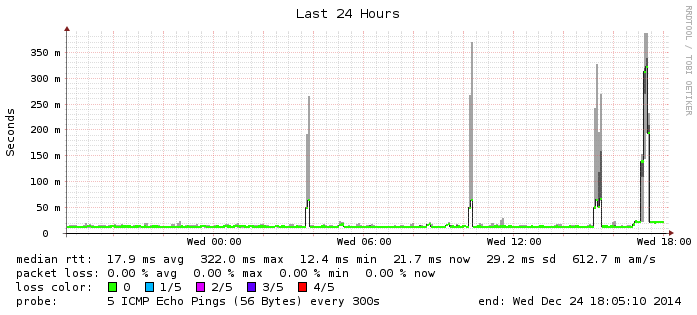 Last 24 Hours
RRDTOOL / TOBI OETIKER
Seconds
350 m
300 m
250 m
200 m
150 m
100 m
50 m
0
Wed 00:00 Wed 06:00 Wed 12:00 Wed 18:00
median rtt: 17.9 ms avg 322.0 ms max 12.4 ms min 21.7 ms now 29.2 ms sd 612.7 m am/s
packet loss: 0.00 % avg 0.00 % max 0.00 % min 0.00 % now
loss color: 0 1/5 2/5 3/5 4/5
probe: 5 ICMP Echo Pings (56 Bytes) every 300s end: Wed Dec 24 18:05:10 2014